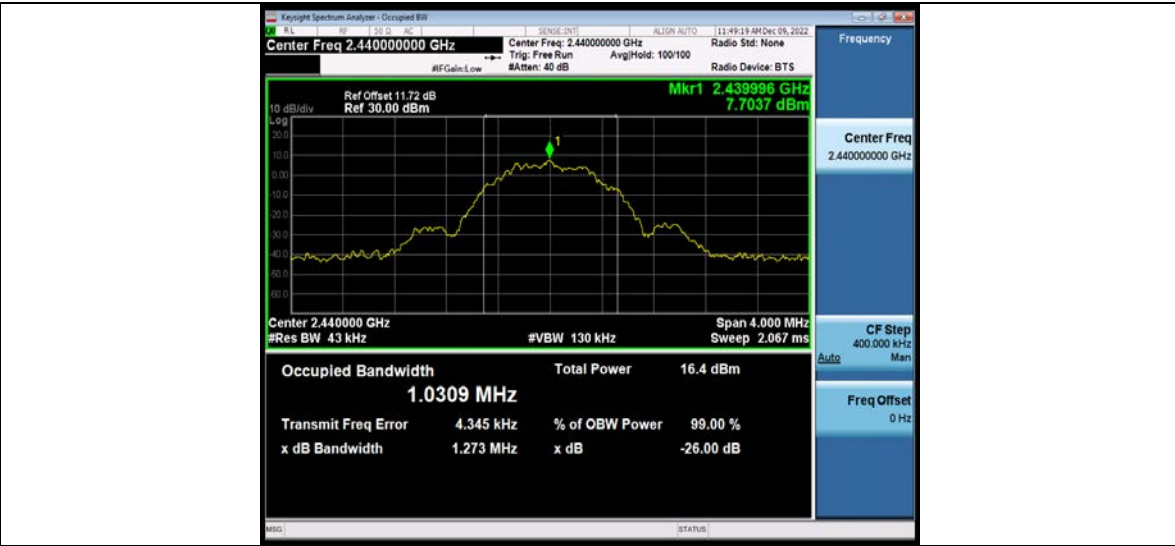 Keysight Spectrum Analyzer - Occupied BW
RL RF 50 Ω AC SENSE:INT ALIGN AUTO 11:49:19 AM Dec 09, 2022
Center Freq 2.440000000 GHz Center Freq: 2.440000000 GHz Radio Std: None
Trig: Free Run Avg|Hold: 100/100
#IFGain:Low #Atten: 40 dB Radio Device: BTS
Frequency
Mkr1 2.439996 GHz
7.7037 dBm
Ref Offset 11.72 dB
10 dB/div Ref 30.00 dBm
Log
20.0
10.0
0.00
-10.0
-20.0
-30.0
-40.0
-50.0
-60.0
1
Center 2.440000 GHz Span 4.000 MHz
#Res BW 43 kHz #VBW 130 kHz Sweep 2.067 ms
Center Freq
2.440000000 GHz
CF Step
400.000 kHz
Auto Man
Freq Offset
0 Hz
Occupied Bandwidth Total Power 16.4 dBm
1.0309 MHz
Transmit Freq Error 4.345 kHz % of OBW Power 99.00 %
x dB Bandwidth 1.273 MHz x dB -26.00 dB
MSG STATUS